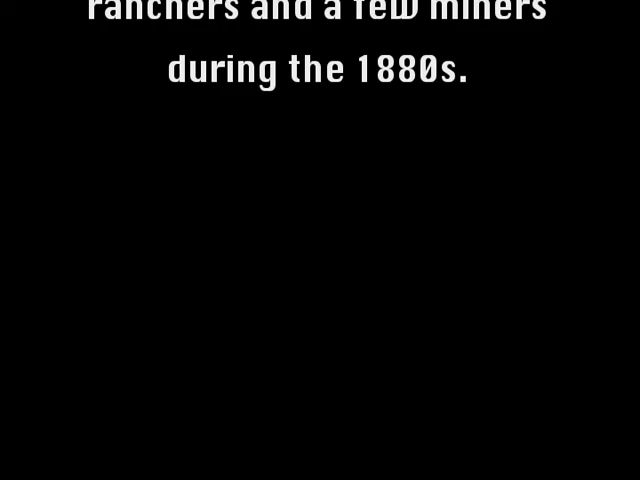 ranchers and a few miners
during the 1880s.